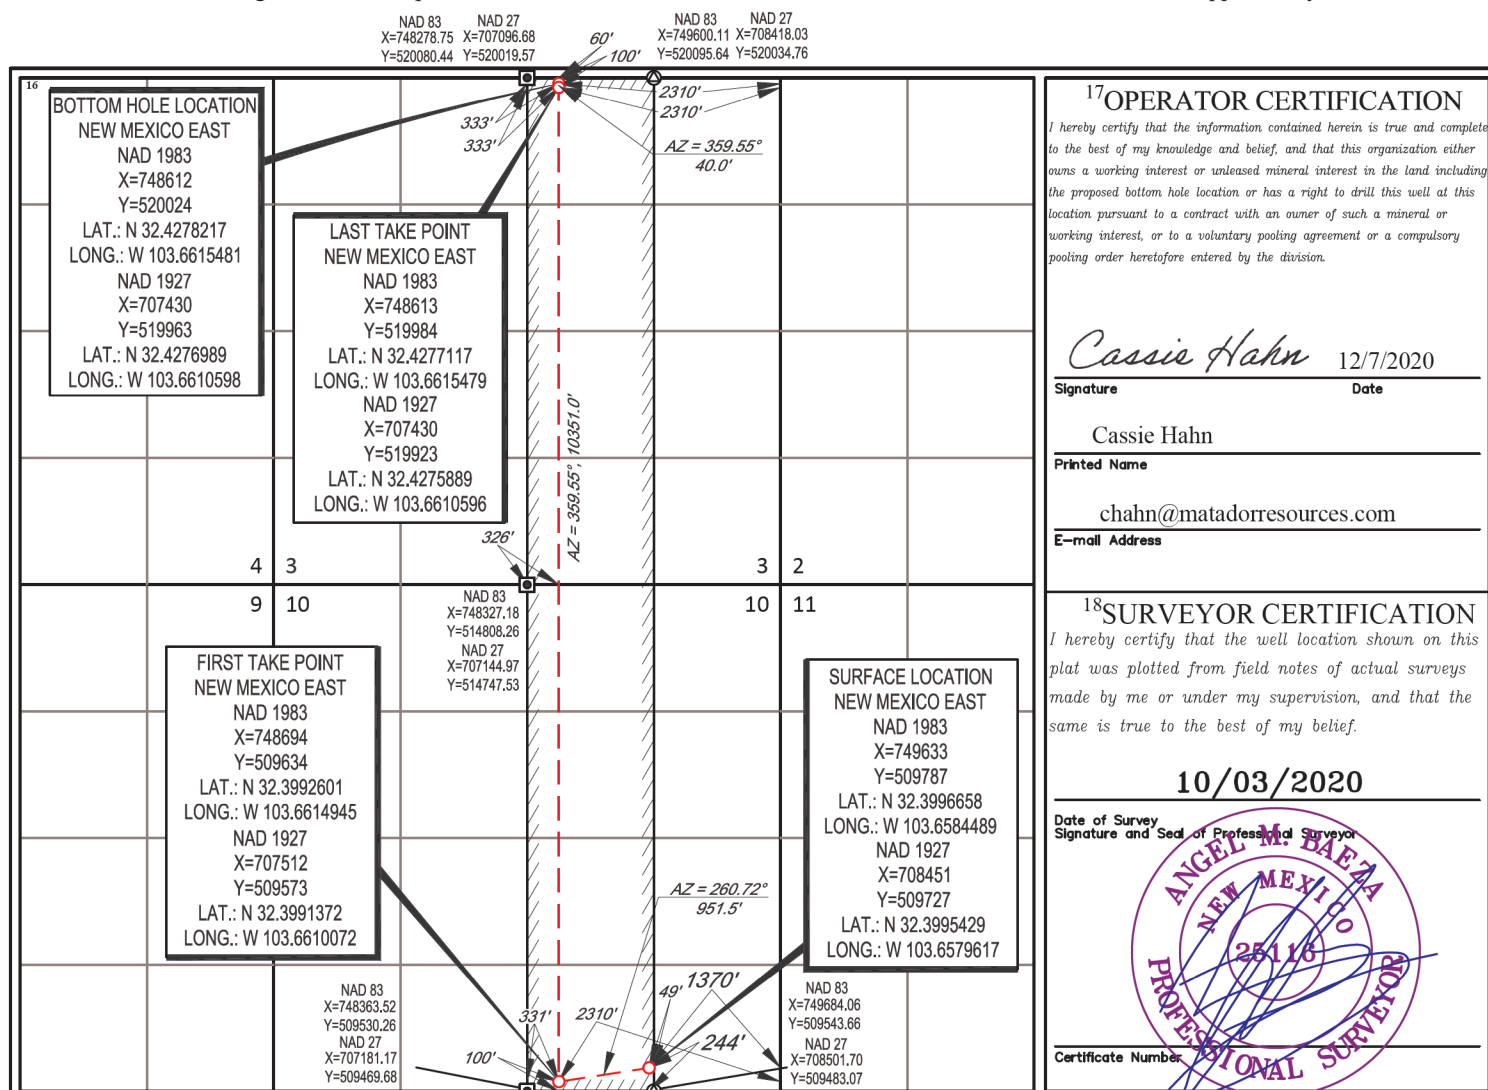 NAD 83
X=748278.75
Y=520080.44
NAD 27
X=707096.68
Y=520019.57
60'
100'
NAD 83
X=749600.11
Y=520095.64
NAD 27
X=708418.03
Y=520034.76
16
BOTTOM HOLE LOCATION
NEW MEXICO EAST
NAD 1983
X=748612
Y=520024
LAT.: N 32.4278217
LONG.: W 103.6615481
NAD 1927
X=707430
Y=519963
LAT.: N 32.4276989
LONG.: W 103.6610598
333'
333'
2310'
2310'
AZ = 359.55°
40.0'
LAST TAKE POINT
NEW MEXICO EAST
NAD 1983
X=748613
Y=519984
LAT.: N 32.4277117
LONG.: W 103.6615479
NAD 1927
X=707430
Y=519923
LAT.: N 32.4275889
LONG.: W 103.6610596
AZ = 359.55°, 10351.0'
326'
4 3
3 2
9 10
10 11
NAD 83
X=748327.18
Y=514808.26
NAD 27
X=707144.97
Y=514747.53
FIRST TAKE POINT
NEW MEXICO EAST
NAD 1983
X=748694
Y=509634
LAT.: N 32.3992601
LONG.: W 103.6614945
NAD 1927
X=707512
Y=509573
LAT.: N 32.3991372
LONG.: W 103.6610072
SURFACE LOCATION
NEW MEXICO EAST
NAD 1983
X=749633
Y=509787
LAT.: N 32.3996658
LONG.: W 103.6584489
NAD 1927
X=708451
Y=509727
LAT.: N 32.3995429
LONG.: W 103.6579617
AZ = 260.72°
951.5'
NAD 83
X=748363.52
Y=509530.26
NAD 27
X=707181.17
Y=509469.68
331'
2310'
49'
1370'
244'
100'
NAD 83
X=749684.06
Y=509543.66
NAD 27
X=708501.70
Y=509483.07
17OPERATOR CERTIFICATION
I hereby certify that the information contained herein is true and complete
to the best of my knowledge and belief, and that this organization either
owns a working interest or unleased mineral interest in the land including
the proposed bottom hole location or has a right to drill this well at this
location pursuant to a contract with an owner of such a mineral or
working interest, or to a voluntary pooling agreement or a compulsory
pooling order heretofore entered by the division.
Cassie Hahn 12/7/2020
Signature Date
Cassie Hahn
Printed Name
chahn@matadorresources.com
E-mail Address
18SURVEYOR CERTIFICATION
I hereby certify that the well location shown on this
plat was plotted from field notes of actual surveys
made by me or under my supervision, and that the
same is true to the best of my belief.
10/03/2020
Date of Survey
Signature and Seal of Professional Surveyor
ANGEL M. BAEZA
NEW MEXICO
25116
PROFESSIONAL SURVEYOR
Certificate Number